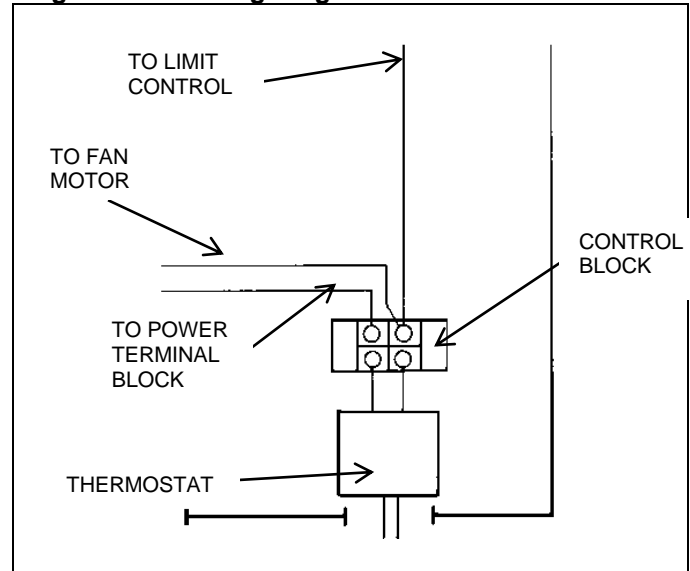 TO LIMIT
CONTROL
TO FAN
MOTOR
CONTROL
BLOCK
TO POWER
TERMINAL
BLOCK
THERMOSTAT